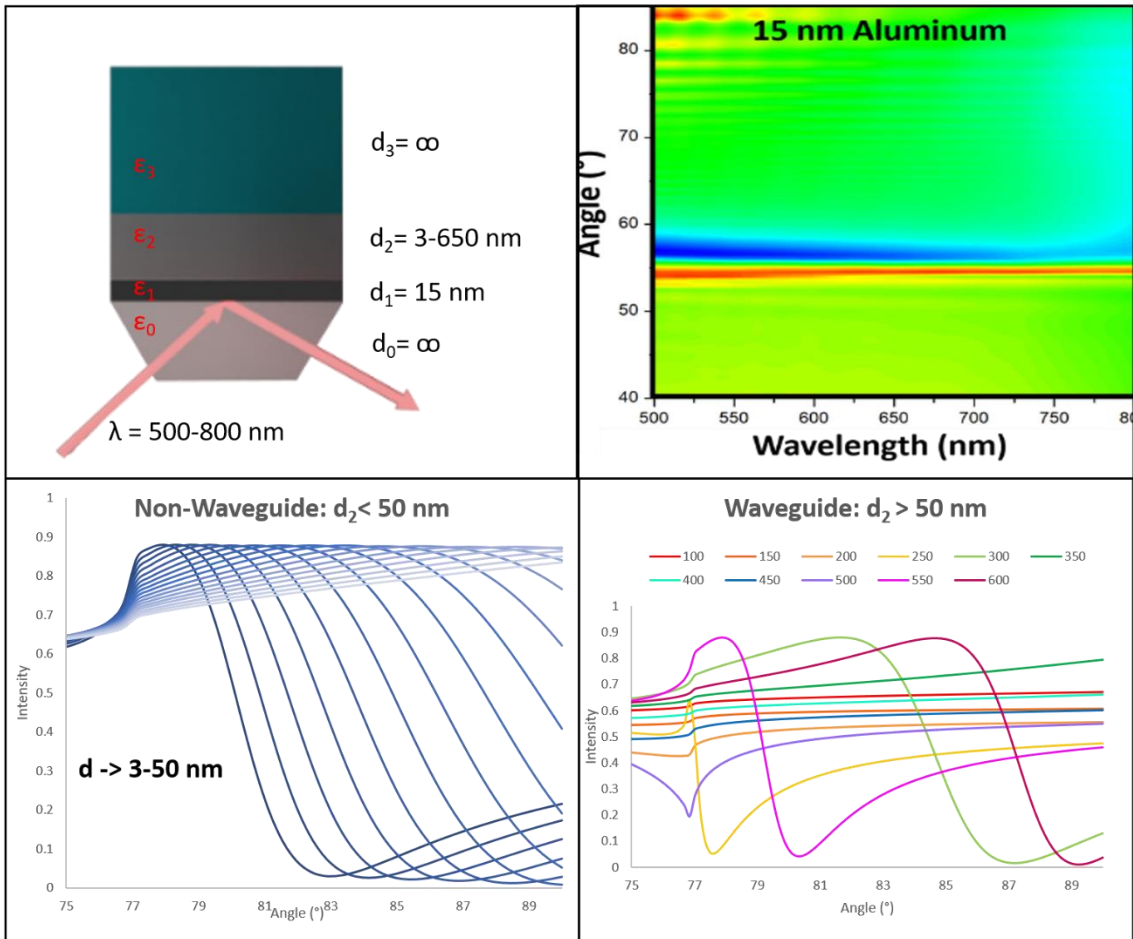 ε3
ε2
ε1
ε0
d3= ∞
d2= 3-650 nm
d1= 15 nm
d0= ∞
λ = 500-800 nm
15 nm Aluminum
Angle (°)
80
70
60
50
40
500
550
600
650
700
750
80
Wavelength (nm)
Non-Waveguide: d2< 50 nm
Intensity
1
0.9
0.8
0.7
0.6
0.5
0.4
0.3
0.2
0.1
0
d -> 3-50 nm
75 77 79 81 83 85 87 89
Angle (°)
Waveguide: d2 > 50 nm
100 150 200 250 300 350
400 450 500 550 600
Intensity
1
0.9
0.8
0.7
0.6
0.5
0.4
0.3
0.2
0.1
0
75 77 79 81 83 85 87 89
Angle (°)